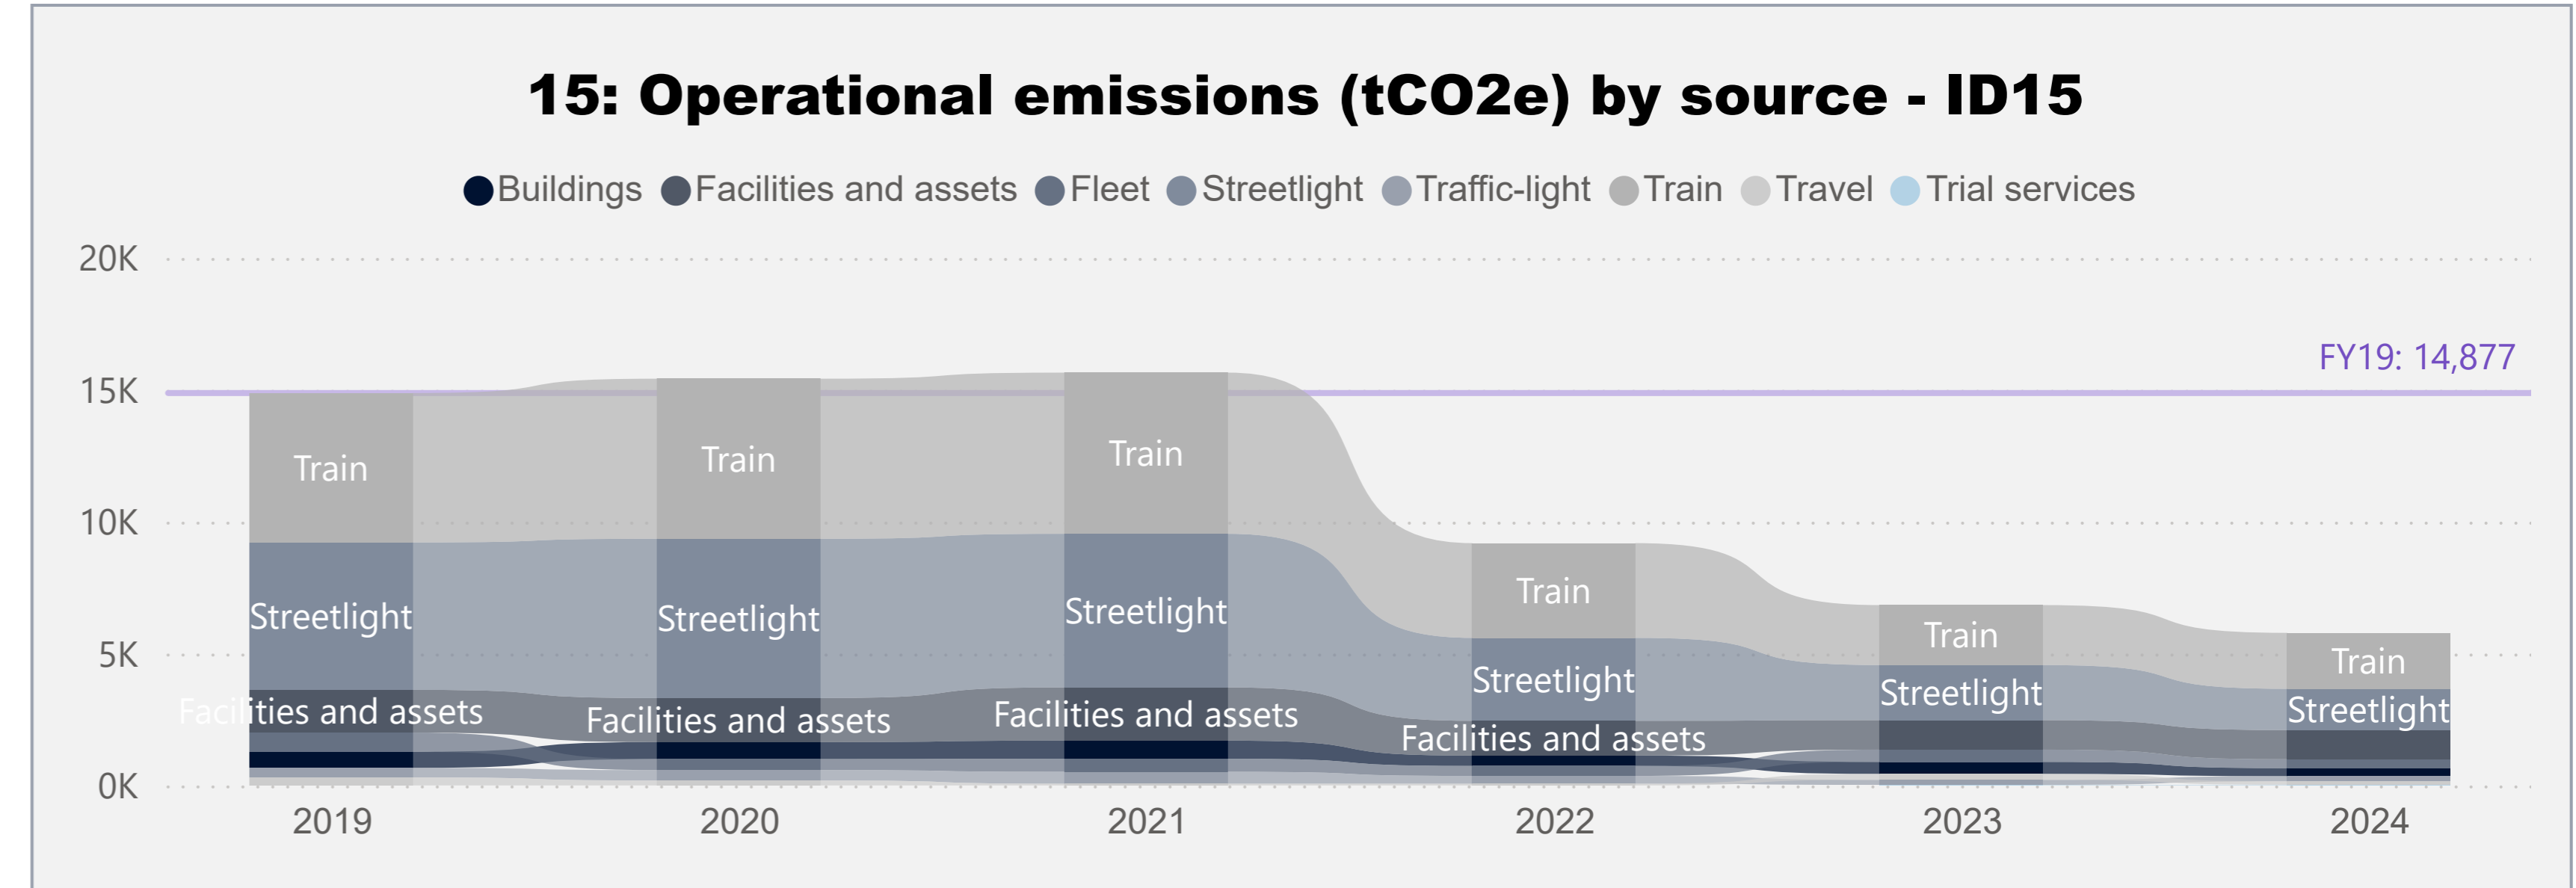 15: Operational emissions (tCO2e) by source - ID15
Buildings Facilities and assets Fleet Streetlight Traffic-light Train Travel Trial services
20K
FY19: 14,877
15K
Train Train Train
10K
Train
Streetlight Streetlight Streetlight
Train
Train
5K
Streetlight
Streetlight
Streetlight
Facilities and assets Facilities and assets Facilities and assets
Facilities and assets
0K
2019 2020 2021 2022 2023 2024